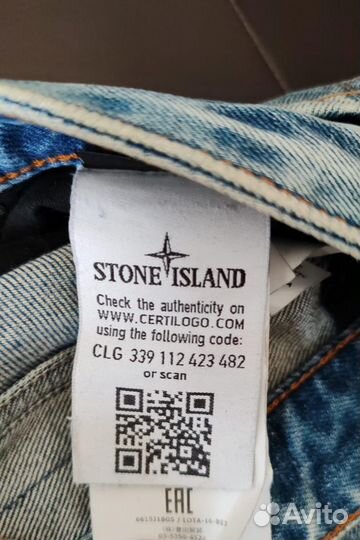 STONE ISLAND
Check the authenticity on
WWW.CERTILOGO.COM
using the following code:
CLG 339 112 423 482
or scan
EAC
Avito